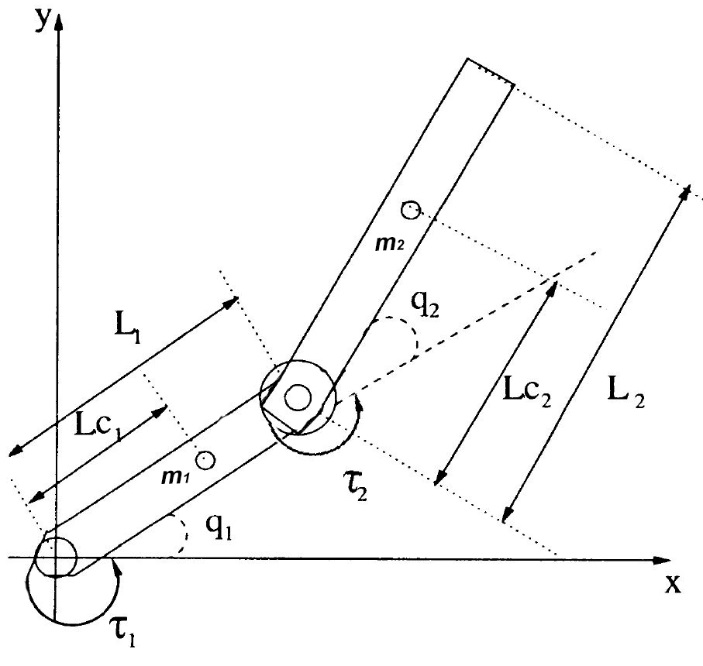 y
L₁
Lc₁
m₁
q₁
τ₁
m₂
q₂
τ₂
Lc₂
L₂
x